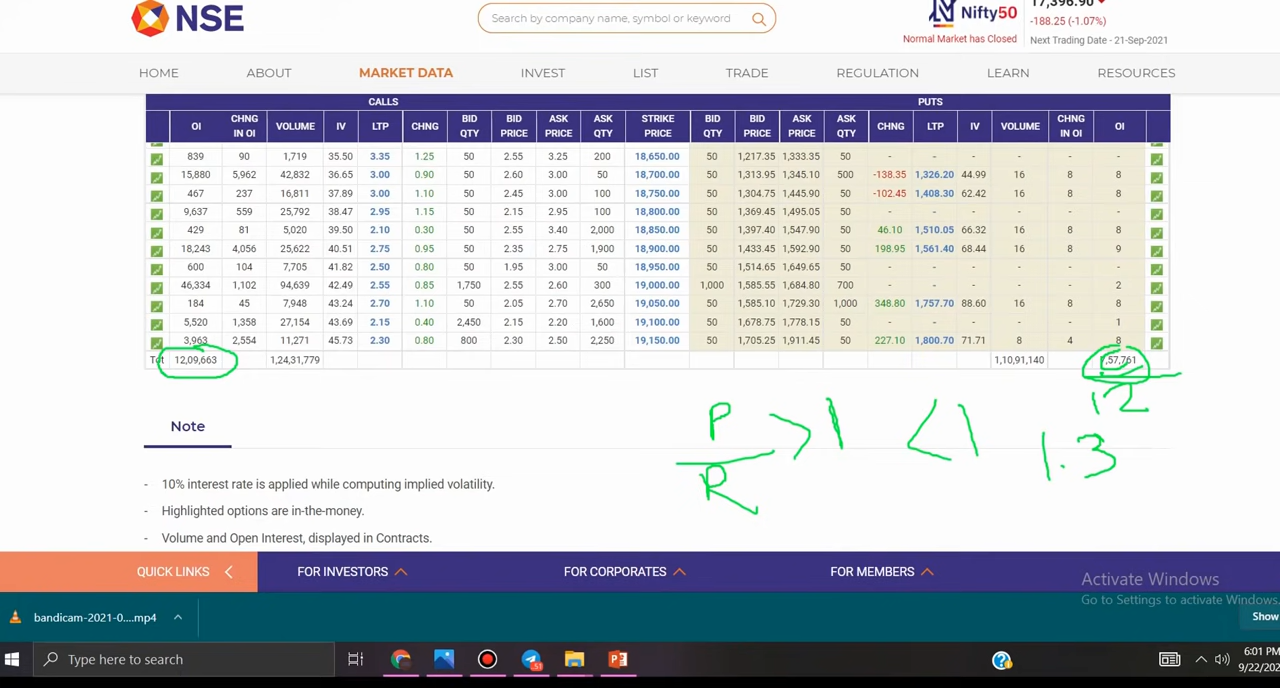 NSE
Search by company name, symbol or keyword
Nifty50
17,396.90
-188.25 (-1.07%)
Normal Market has Closed
Next Trading Date - 21-Sep-2021
HOME ABOUT MARKET DATA INVEST LIST TRADE REGULATION LEARN RESOURCES
CALLS PUTS
OI CHNG IN OI VOLUME IV LTP CHNG BID QTY BID PRICE ASK PRICE ASK QTY STRIKE PRICE BID QTY BID PRICE ASK PRICE ASK QTY CHNG LTP IV VOLUME CHNG IN OI OI
839 90 1,719 35.50 3.35 1.25 50 2.55 3.25 200 18,650.00 50 1,217.35 1,333.35 50 - - - - - -
15,880 5,962 42,832 36.65 3.00 0.90 50 2.60 3.00 50 18,700.00 50 1,313.95 1,345.10 500 -138.35 1,326.20 44.99 16 8 8
467 237 16,811 37.89 3.00 1.10 50 2.45 3.00 100 18,750.00 50 1,304.75 1,445.90 50 -102.45 1,408.30 62.42 16 8 8
9,637 559 25,792 38.47 2.95 1.15 50 2.15 2.95 100 18,800.00 50 1,369.45 1,495.05 50 - - - - - -
429 81 5,020 39.50 2.10 0.30 50 2.55 3.40 2,000 18,850.00 50 1,397.40 1,547.90 50 46.10 1,510.05 66.32 16 8 8
18,243 4,056 25,622 40.51 2.75 0.95 50 2.35 2.75 1,900 18,900.00 50 1,433.45 1,592.90 50 198.95 1,561.40 68.44 16 8 9
600 104 7,705 41.82 2.50 0.80 50 1.95 3.00 50 18,950.00 50 1,514.65 1,649.65 50 - - - - - -
46,334 1,102 94,639 42.49 2.55 0.85 1,750 2.55 2.60 300 19,000.00 1,000 1,585.55 1,684.80 700 - - - - - 2
184 45 7,948 43.24 2.70 1.10 50 2.05 2.70 2,650 19,050.00 50 1,585.10 1,729.30 1,000 348.80 1,757.70 88.60 16 8 8
5,520 1,358 27,154 43.69 2.15 0.40 2,450 2.15 2.20 1,600 19,100.00 50 1,678.75 1,778.15 50 - - - - - 1
3,963 2,554 11,271 45.73 2.30 0.80 800 2.30 2.50 2,250 19,150.00 50 1,705.25 1,911.45 50 227.10 1,800.70 71.71 8 4 8
Tot 12,09,663 1,24,31,779 1,10,91,140 57,761
12
P > 1 < 1 1.3
R
Note
- 10% interest rate is applied while computing implied volatility.
- Highlighted options are in-the-money.
- Volume and Open Interest, displayed in Contracts.
QUICK LINKS FOR INVESTORS FOR CORPORATES FOR MEMBERS
Activate Windows
Go to Settings to activate Windows.
bandicam-2021-0....mp4
Show
Type here to search
51
6:01 PM
9/22/202